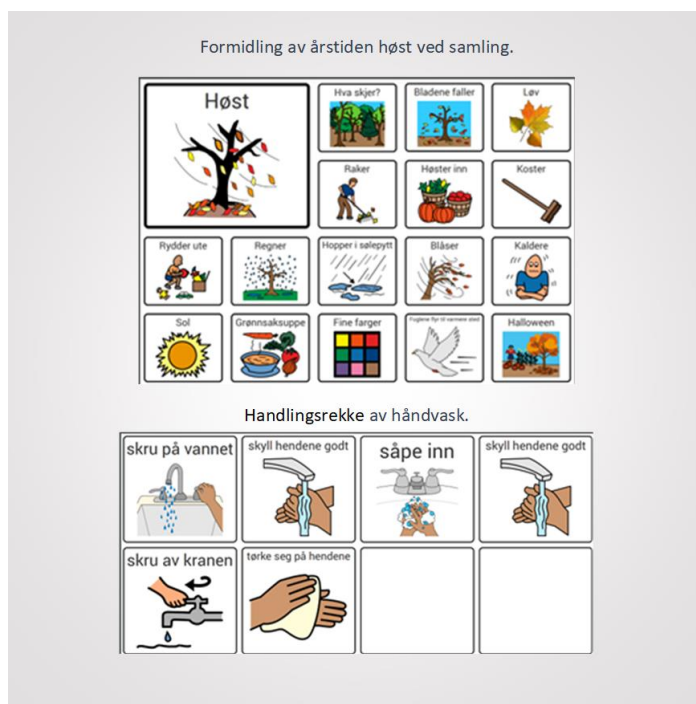 Formidling av årstiden høst ved samling.
Høst
Hva skjer?
Bladene faller
Løv
Raker
Høster inn
Koster
Rydder ute
Regner
Hopper i sølepytt
Blåser
Kaldere
Sol
Grønnsaksuppe
Fine farger
Fuglene flyr til varmere sted
Halloween
Handlingsrekke av håndvask.
skru på vannet
skyll hendene godt
såpe inn
skyll hendene godt
skru av kranen
tørke seg på hendene